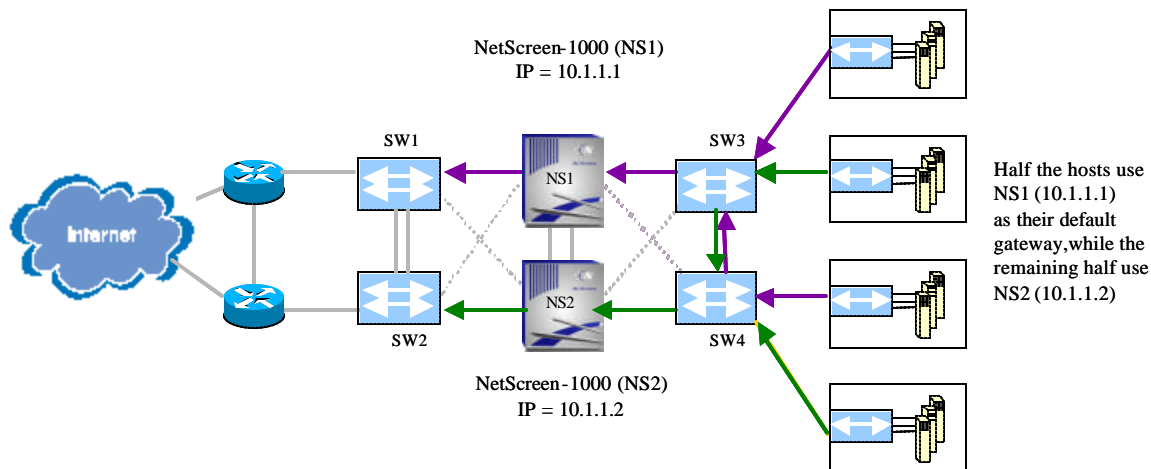 NetScreen-1000 (NS1)
IP = 10.1.1.1
SW1
SW3
NS1
Internet
Half the hosts use
NS1 (10.1.1.1)
as their default
gateway,while the
remaining half use
NS2 (10.1.1.2)
NS2
SW2
SW4
NetScreen-1000 (NS2)
IP = 10.1.1.2